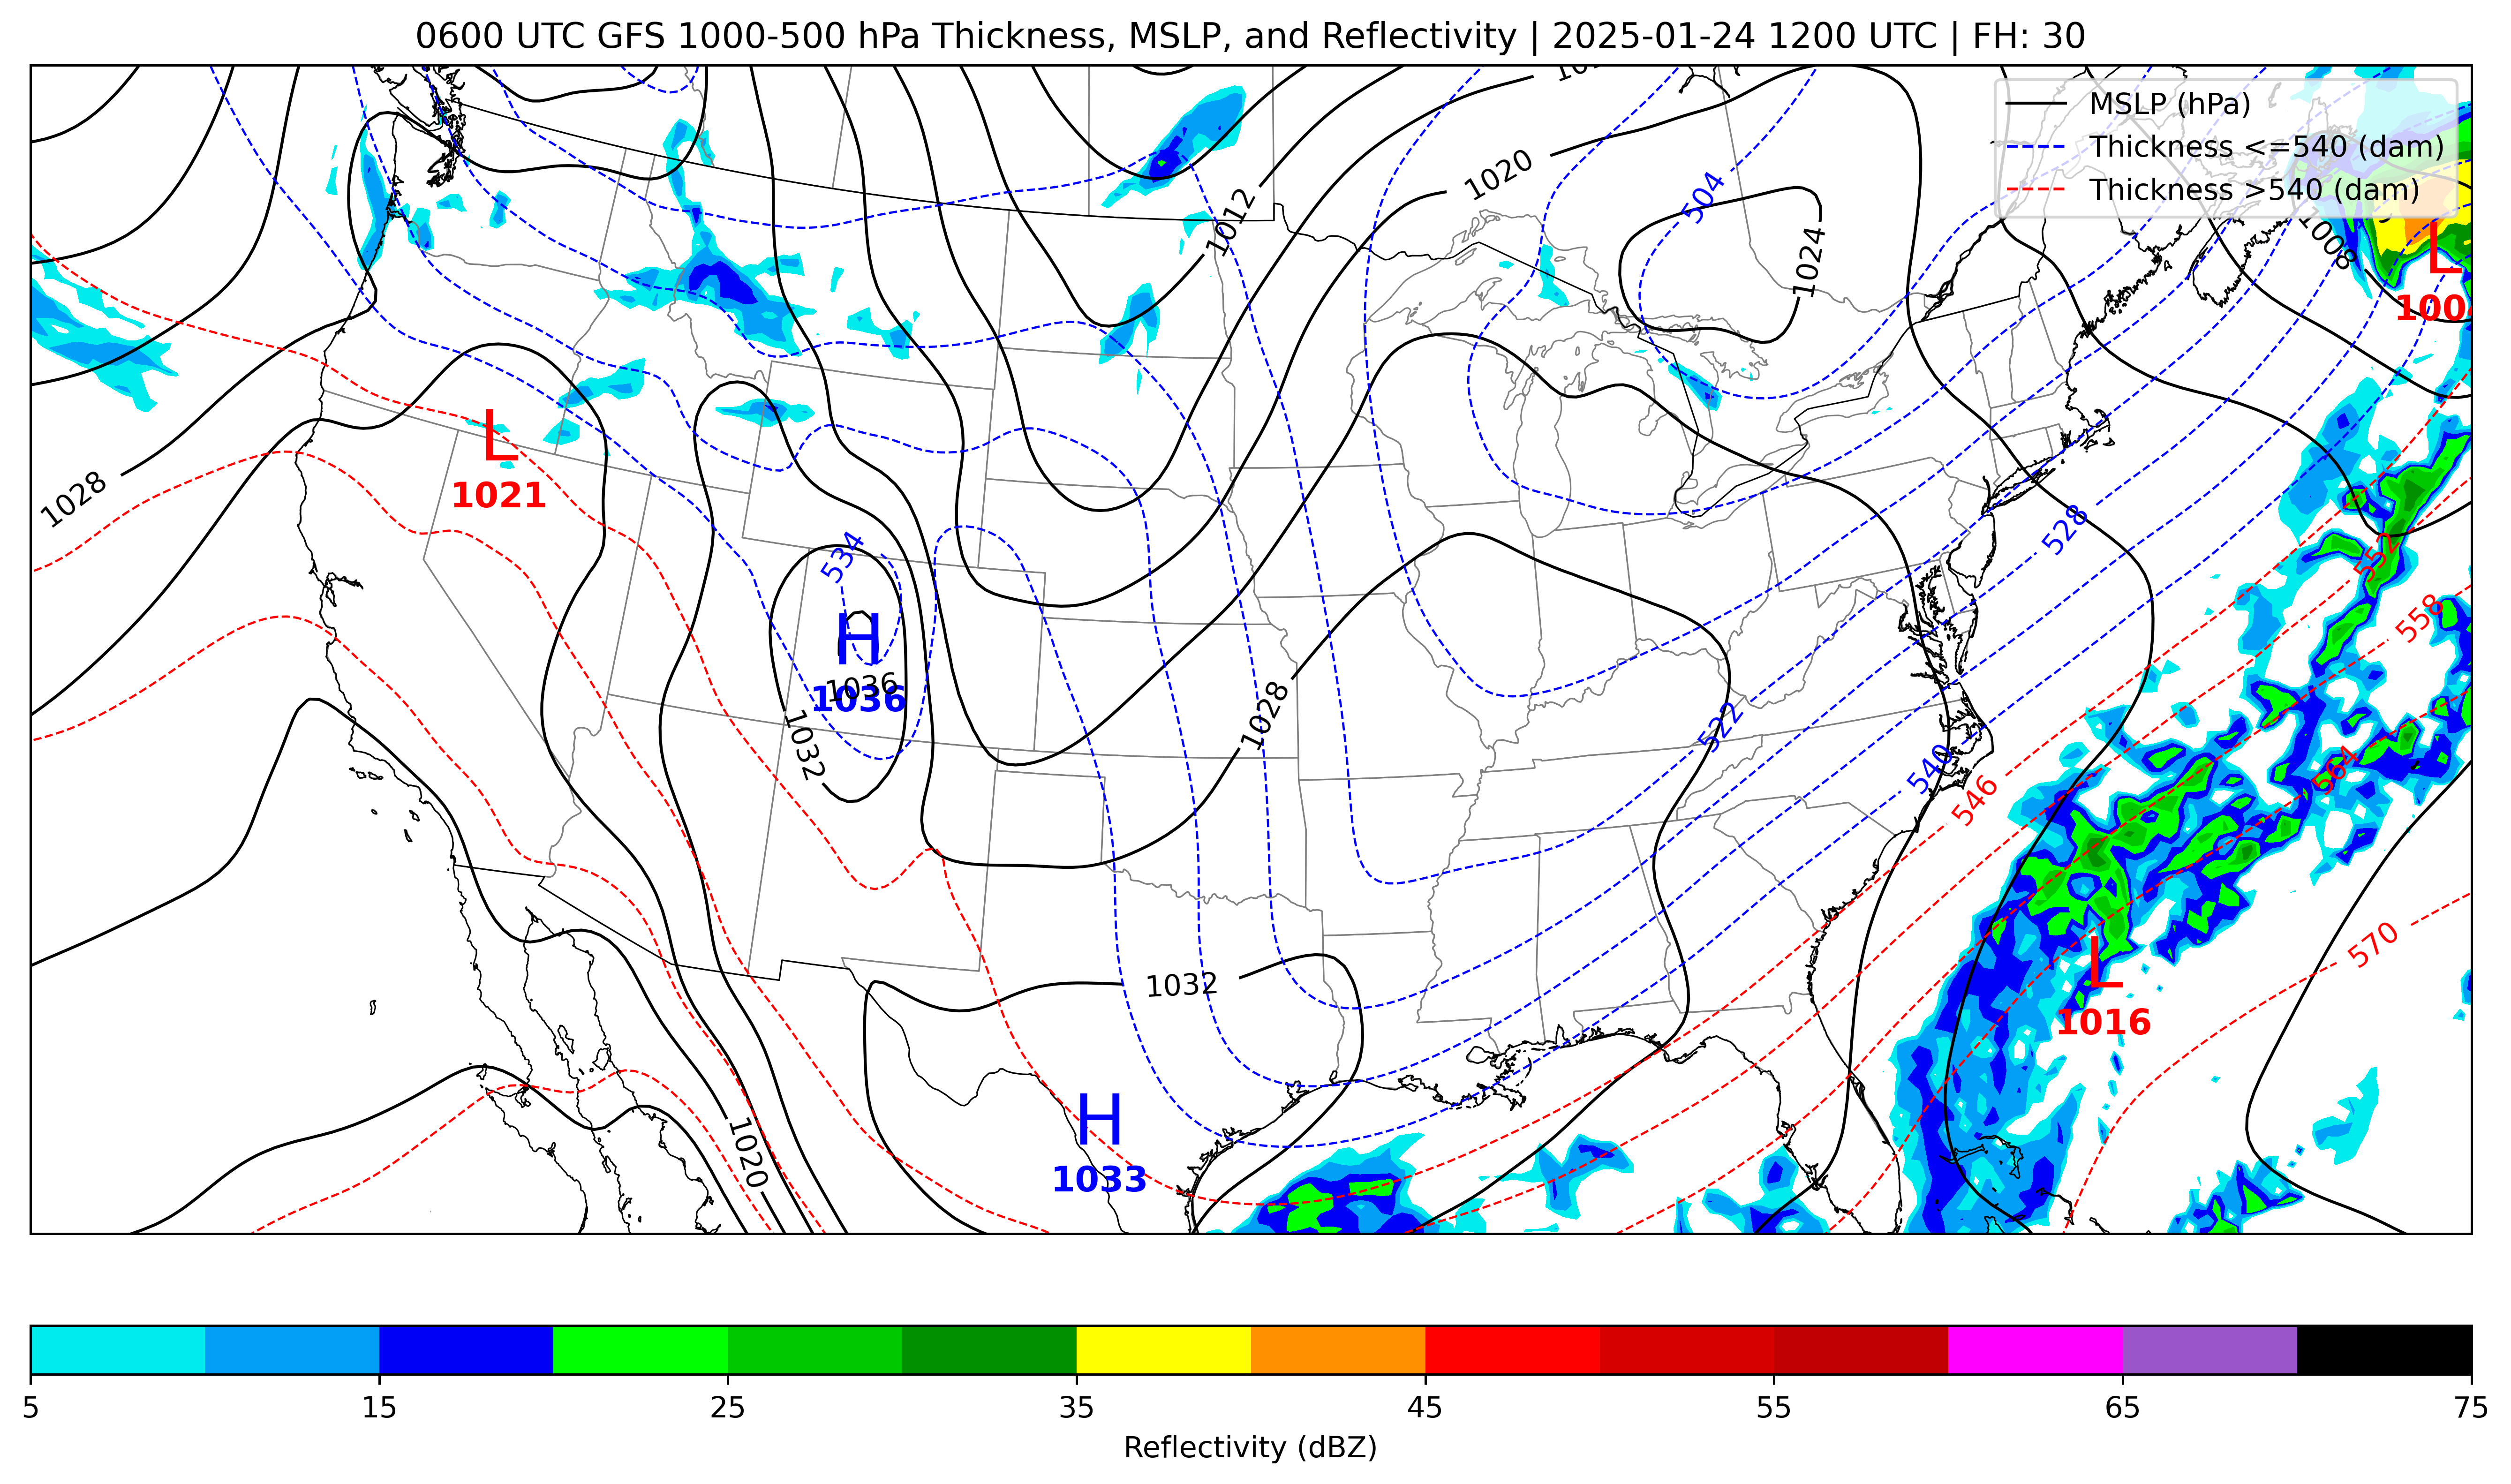 0600 UTC GFS 1000-500 hPa Thickness, MSLP, and Reflectivity | 2025-01-24 1200 UTC | FH: 30
MSLP (hPa)
Thickness <=540 (dam)
Thickness >540 (dam)
1020
504
1012
1024
1008
L
L
1021
1028
528
534
552
558
H
1036
1036
1032
1028
522
540
546
564
570
L
1016
1032
H
1033
1020
5 15 25 35 45 55 65 75
Reflectivity (dBZ)